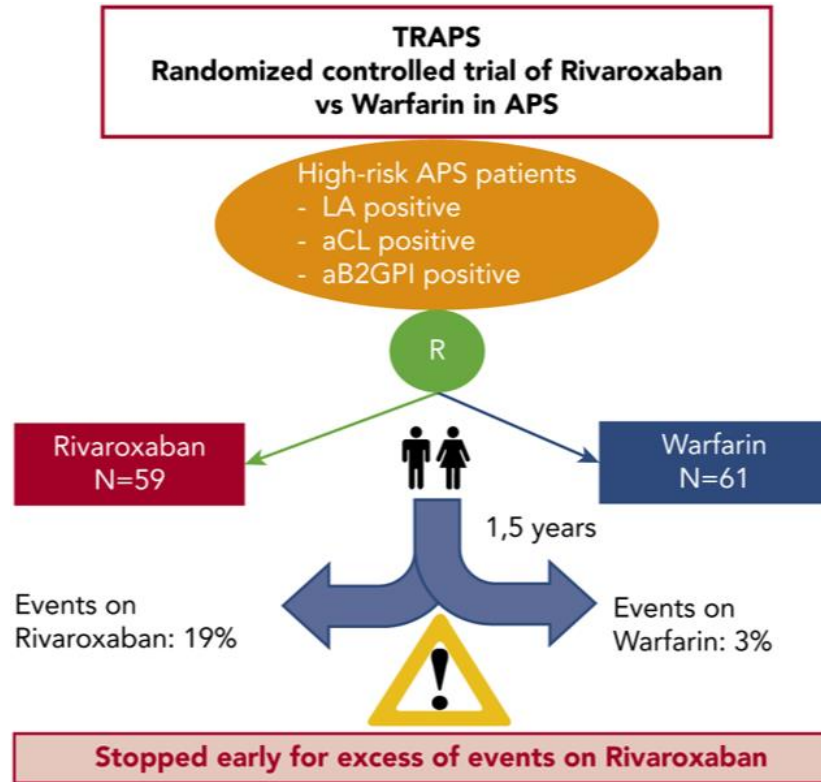 TRAPS
Randomized controlled trial of Rivaroxaban
vs Warfarin in APS
High-risk APS patients
- LA positive
- aCL positive
- aB2GPI positive
R
Rivaroxaban
N=59
Warfarin
N=61
1,5 years
Events on
Rivaroxaban: 19%
Events on
Warfarin: 3%
!
Stopped early for excess of events on Rivaroxaban